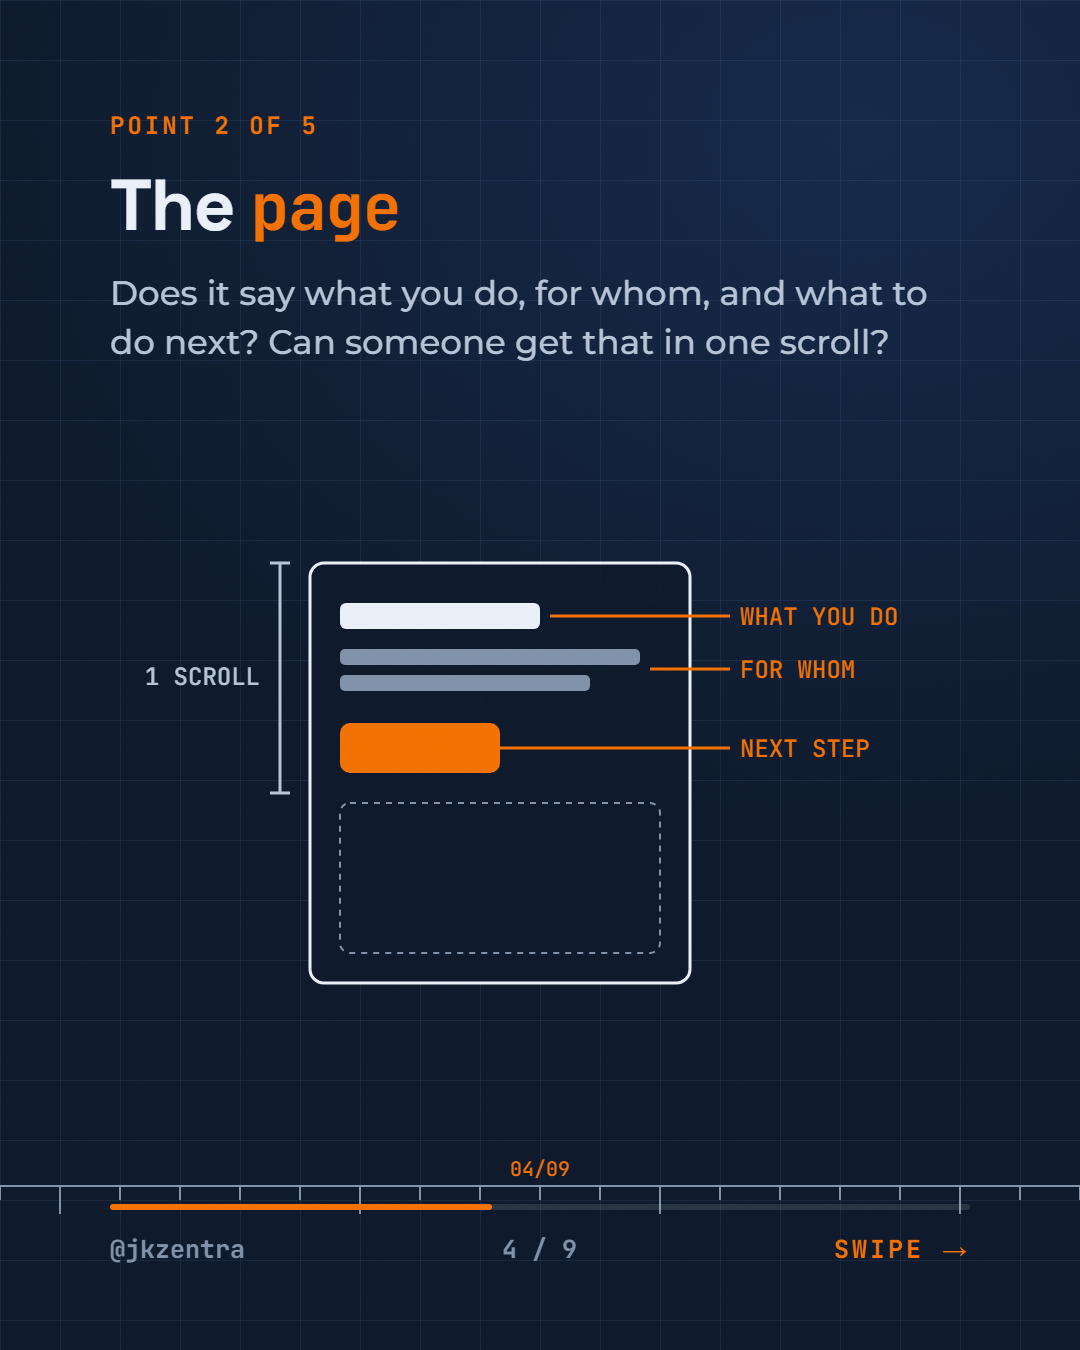 POINT 2 OF 5
The page
Does it say what you do, for whom, and what to
do next? Can someone get that in one scroll?
WHAT YOU DO
1 SCROLL
FOR WHOM
NEXT STEP
04/09
@jkzentra
4 / 9
SWIPE →